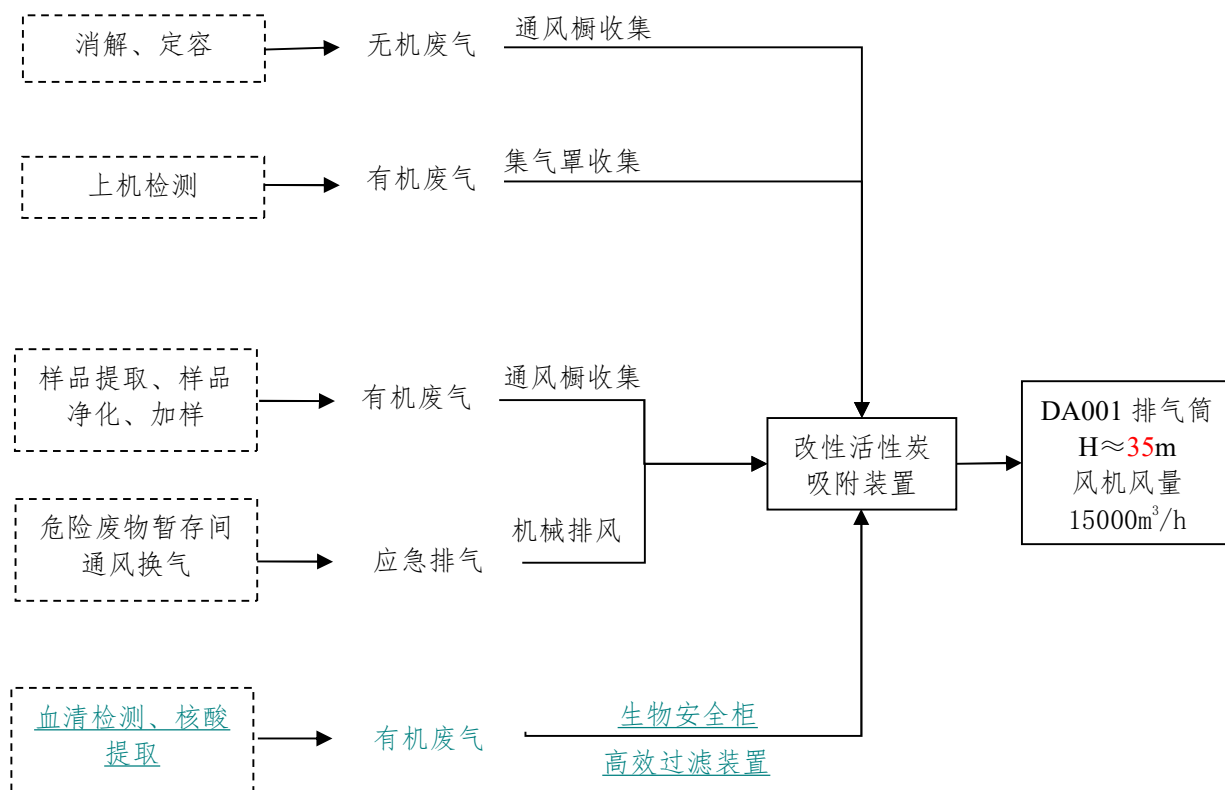 消解、定容
无机废气
通风橱收集
上机检测
有机废气
集气罩收集
样品提取、样品
净化、加样
有机废气
通风橱收集
危险废物暂存间
通风换气
应急排气
机械排风
血清检测、核酸
提取
有机废气
生物安全柜
高效过滤装置
改性活性炭
吸附装置
DA001 排气筒
H≈35m
风机风量
15000m³/h